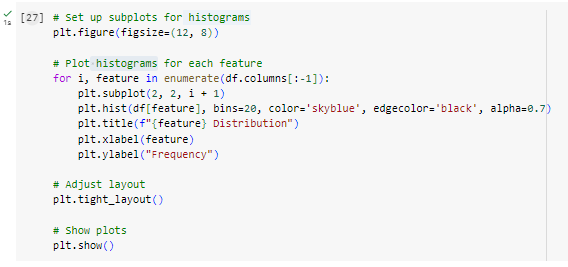 [27] # Set up subplots for histograms
1s
plt.figure(figsize=(12, 8))
# Plot histograms for each feature
for i, feature in enumerate(df.columns[:-1]):
    plt.subplot(2, 2, i + 1)
    plt.hist(df[feature], bins=20, color='skyblue', edgecolor='black', alpha=0.7)
    plt.title(f"{feature} Distribution")
    plt.xlabel(feature)
    plt.ylabel("Frequency")
# Adjust layout
plt.tight_layout()
# Show plots
plt.show()